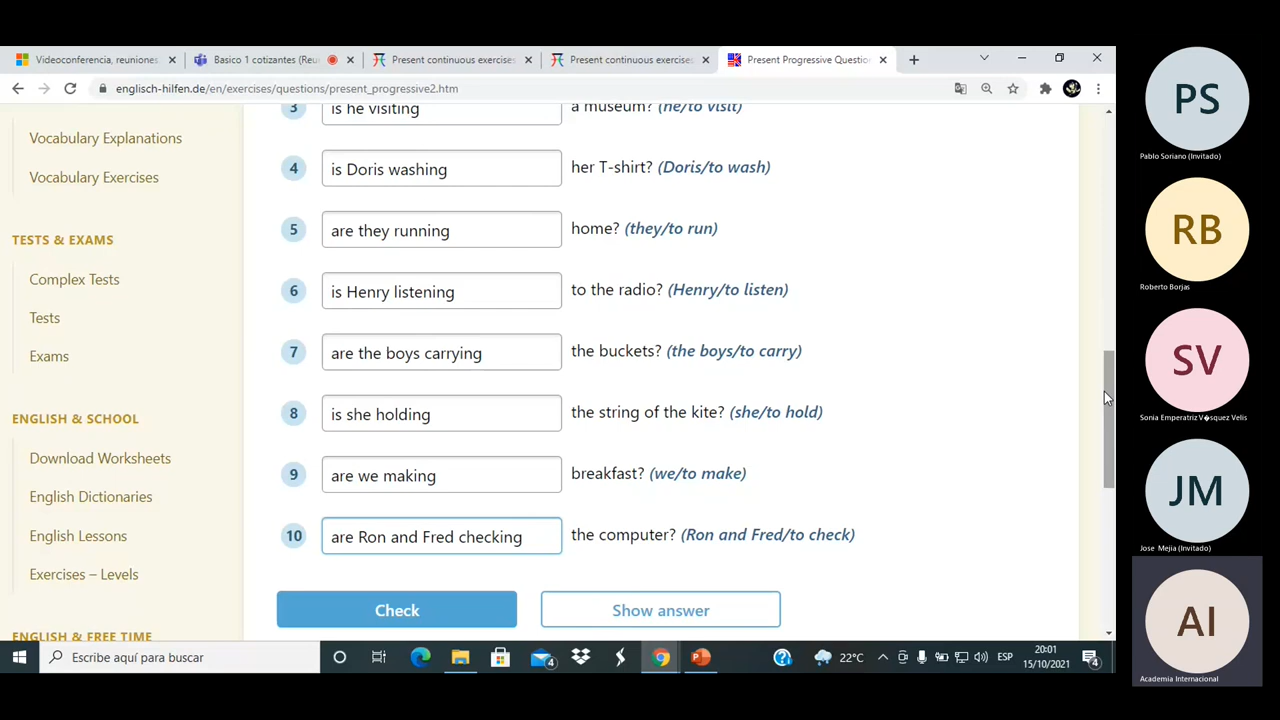 Videoconferencia, reuniones
Basico 1 cotizantes (Reu
Present continuous exercises
Present continuous exercises
Present Progressive Questio
englisch-hilfen.de/en/exercises/questions/present_progressive2.htm
Vocabulary Explanations
Vocabulary Exercises
TESTS & EXAMS
Complex Tests
Tests
Exams
ENGLISH & SCHOOL
Download Worksheets
English Dictionaries
English Lessons
Exercises – Levels
ENGLISH & FREE TIME
3 is he visiting a museum? (he/to visit)
4 is Doris washing her T-shirt? (Doris/to wash)
5 are they running home? (they/to run)
6 is Henry listening to the radio? (Henry/to listen)
7 are the boys carrying the buckets? (the boys/to carry)
8 is she holding the string of the kite? (she/to hold)
9 are we making breakfast? (we/to make)
10 are Ron and Fred checking the computer? (Ron and Fred/to check)
Check
Show answer
PS
Pablo Soriano (Invitado)
RB
Roberto Borjas
SV
Sonia Emperatriz V�squez Velis
JM
Jose Mejia (Invitado)
AI
Academia Internacional
Escribe aquí para buscar
4
22°C
ESP
20:01
15/10/2021
4